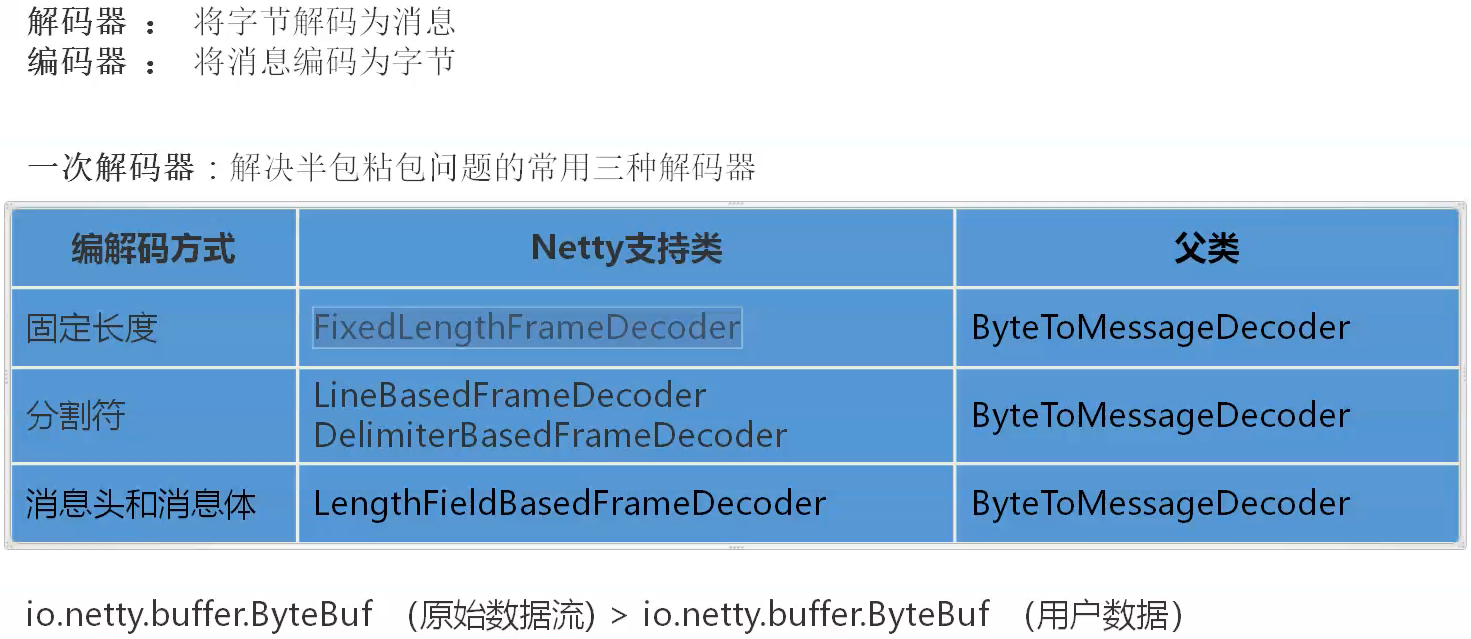 解码器 ： 将字节解码为消息
编码器 ： 将消息编码为字节
一次解码器：解决半包粘包问题的常用三种解码器
编解码方式 Netty支持类 父类
固定长度 FixedLengthFrameDecoder ByteToMessageDecoder
分割符 LineBasedFrameDecoder
DelimiterBasedFrameDecoder ByteToMessageDecoder
消息头和消息体 LengthFieldBasedFrameDecoder ByteToMessageDecoder
io.netty.buffer.ByteBuf （原始数据流) > io.netty.buffer.ByteBuf （用户数据）